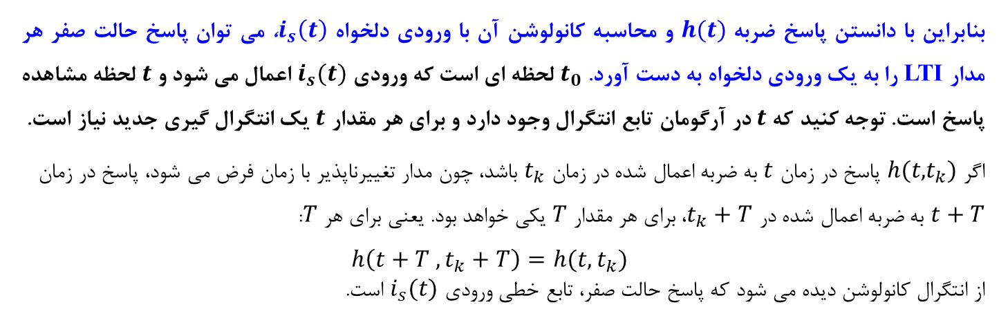 بنابراین با دانستن پاسخ ضربه h(t) و محاسبه کانولوشن آن با ورودی دلخواه i_s(t)، می توان پاسخ حالت صفر هر
مدار LTI را به یک ورودی دلخواه به دست آورد. t_0 لحظه ای است که ورودی i_s(t) اعمال می شود و t لحظه مشاهده
پاسخ است. توجه کنید که t در آرگومان تابع انتگرال وجود دارد و برای هر مقدار t یک انتگرال گیری جدید نیاز است.
اگر h(t,t_k) پاسخ در زمان t به ضربه اعمال شده در زمان t_k باشد، چون مدار تغییرناپذیر با زمان فرض می شود، پاسخ در زمان
t + T به ضربه اعمال شده در t_k + T، برای هر مقدار T یکی خواهد بود. یعنی برای هر T:
h(t + T , t_k + T) = h(t, t_k)
از انتگرال کانولوشن دیده می شود که پاسخ حالت صفر، تابع خطی ورودی i_s(t) است.